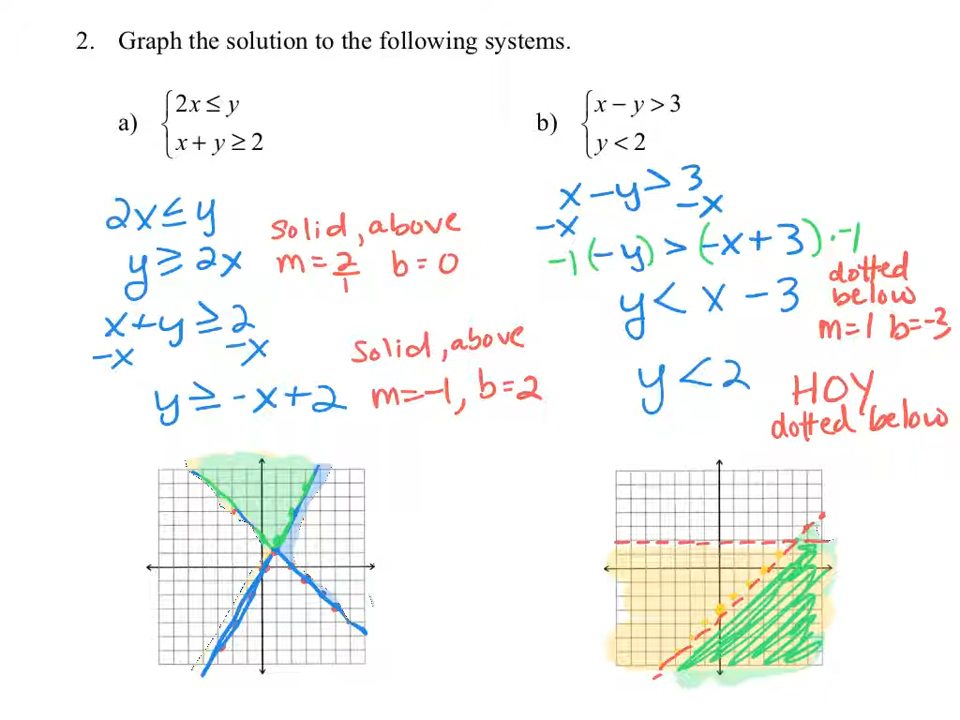 2. Graph the solution to the following systems.
a) { 2x ≤ y
x + y ≥ 2
2x ≤ y
y ≥ 2x
solid, above
m = 2/1 b = 0
x+y ≥ 2
-x -x
y ≥ -x+2
Solid, above
m=-1, b=2
b) { x − y > 3
y < 2
x-y > 3
-x -x
-1(-y) > (-x+3)·-1
y < x - 3
dotted
below
m=1 b=-3
y < 2
HOY
dotted below